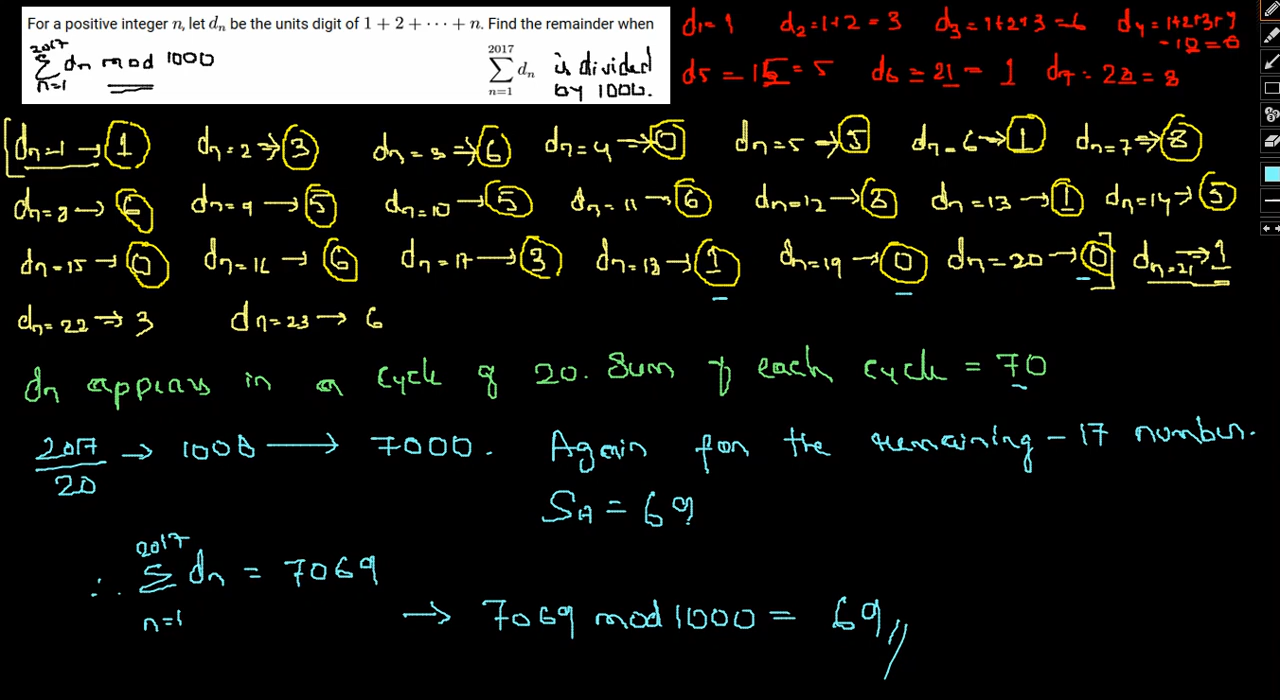 For a positive integer n, let dₙ be the units digit of 1 + 2 + ⋯ + n. Find the remainder when
2017 Σ n=1 dn mod 1000
2017 ∑ n=1 dₙ is divided by 1000.
d1=1 d2=1+2=3 d3=1+2+3=6 d4=1+2+3+4
-10=0
d5=15=5 d6=21=1 d7=28=8
[dn=1→1 dn=2→3 dn=3→6 dn=4→0 dn=5→5 dn=6→1 dn=7→8
dn=8→6 dn=9→5 dn=10→5 dn=11→6 dn=12→8 dn=13→1 dn=14→5
dn=15→0 dn=16→6 dn=17→3 dn=18→1 dn=19→0 dn=20→0] dn=21→1
dn=22→3 dn=23→6
dn appears in a cycle of 20. Sum of each cycle = 70
2017/20 → 100B → 7000. Again for the remaining - 17 number.
SA = 69
∴ 2017 Σ n=1 dn = 7069
→ 7069 mod 1000 = 69//